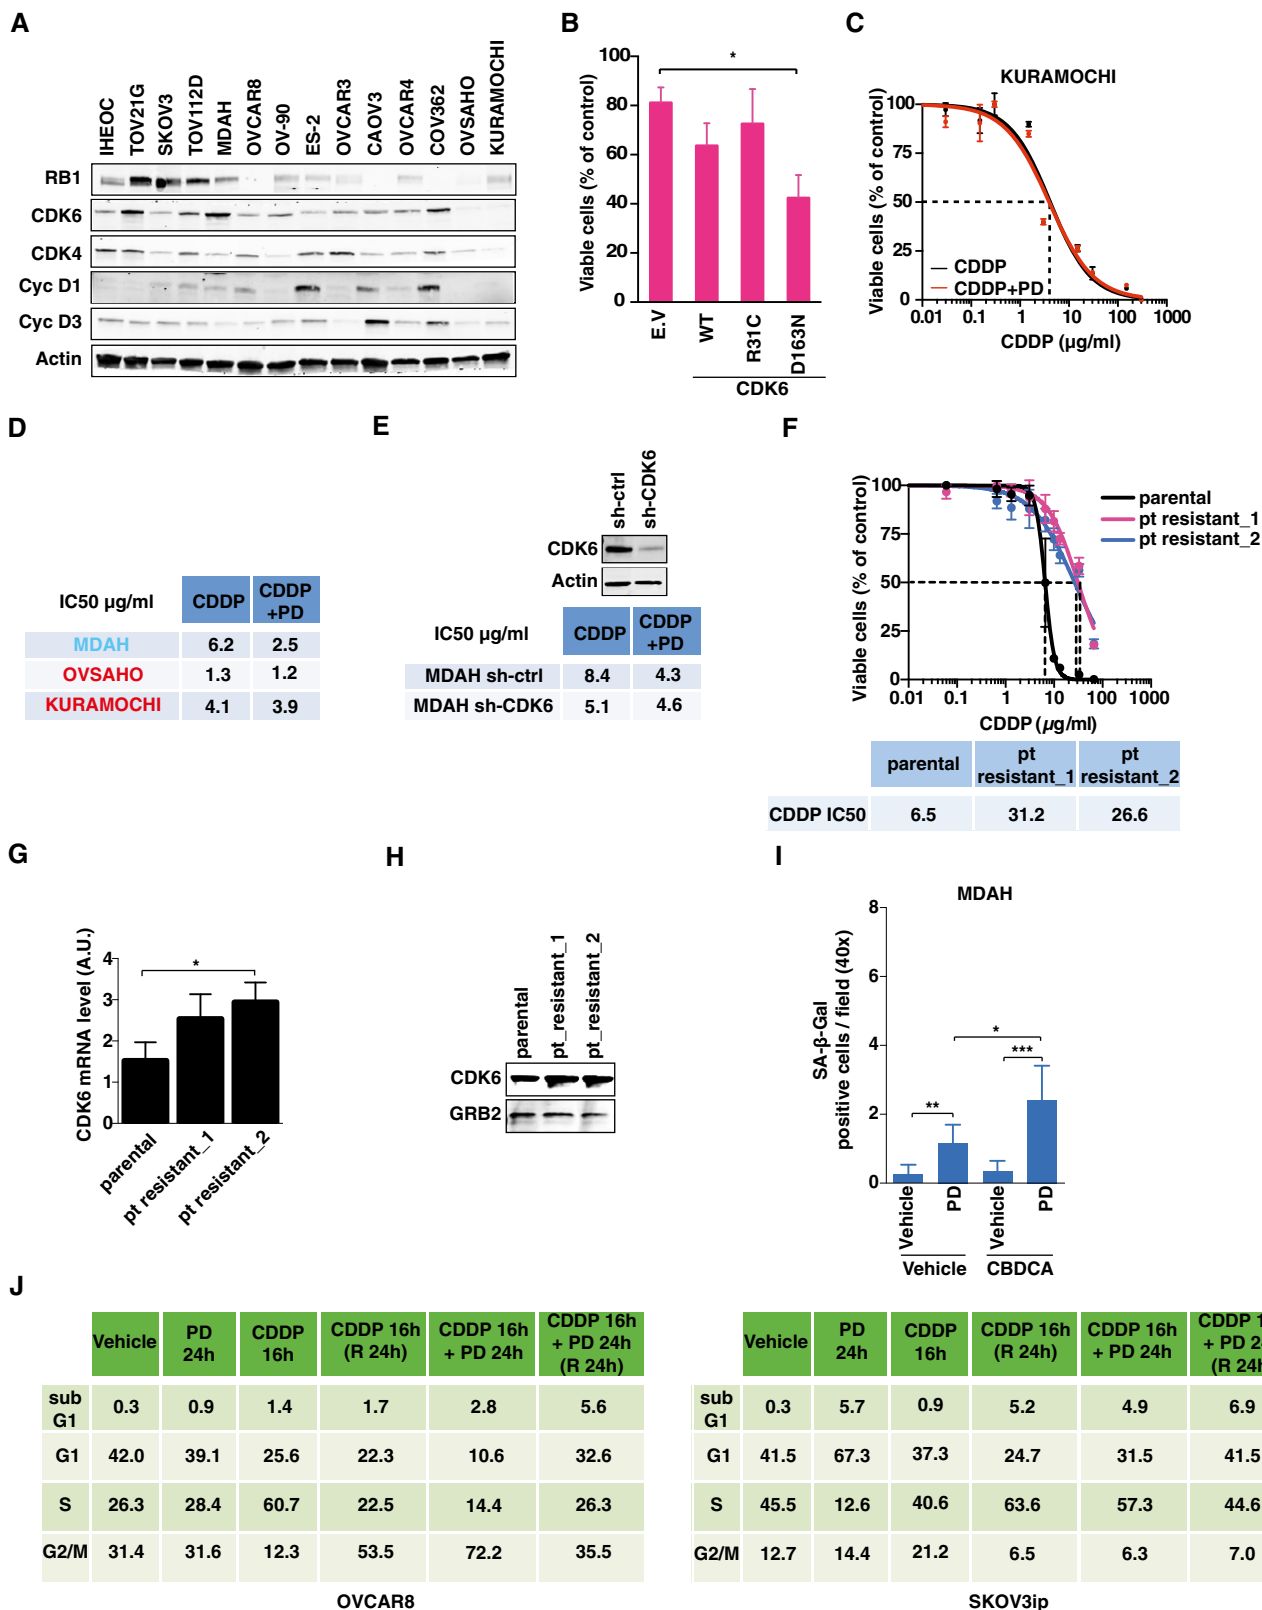 A
IHEOC
TOV21G
SKOV3
TOV112D
MDAH
OVCAR8
OV-90
ES-2
OVCAR3
CAOV3
OVCAR4
COV362
OVSAHO
KURAMOCHI
RB1
CDK6
CDK4
Cyc D1
Cyc D3
Actin
B
Viable cells (% of control)
100
80
60
40
20
0
*
E.V
WT
R31C
D163N
CDK6
C
KURAMOCHI
Viable cells (% of control)
100
75
50
25
0
CDDP
CDDP+PD
0.01 0.1 1 10 100 1000
CDDP (µg/ml)
D
IC50 µg/ml CDDP CDDP +PD
MDAH 6.2 2.5
OVSAHO 1.3 1.2
KURAMOCHI 4.1 3.9
E
sh-ctrl
sh-CDK6
CDK6
Actin
IC50 µg/ml CDDP CDDP +PD
MDAH sh-ctrl 8.4 4.3
MDAH sh-CDK6 5.1 4.6
F
Viable cells (% of control)
100
75
50
25
0
parental
pt resistant_1
pt resistant_2
0.01 0.1 1 10 100 1000
CDDP (µg/ml)
parental pt resistant_1 pt resistant_2
CDDP IC50 6.5 31.2 26.6
G
CDK6 mRNA level (A.U.)
4
3
2
1
0
*
parental
pt resistant_1
pt resistant_2
H
parental
pt_resistant_1
pt_resistant_2
CDK6
GRB2
I
MDAH
SA-β-Gal
positive cells / field (40x)
8
6
4
2
0
**
*
***
Vehicle
PD
Vehicle
PD
Vehicle CBDCA
J
Vehicle PD 24h CDDP 16h CDDP 16h (R 24h) CDDP 16h + PD 24h CDDP 16h + PD 24h (R 24h)
sub G1 0.3 0.9 1.4 1.7 2.8 5.6
G1 42.0 39.1 25.6 22.3 10.6 32.6
S 26.3 28.4 60.7 22.5 14.4 26.3
G2/M 31.4 31.6 12.3 53.5 72.2 35.5
OVCAR8
Vehicle PD 24h CDDP 16h CDDP 16h (R 24h) CDDP 16h + PD 24h CDDP 1 + PD 24 (R 24
sub G1 0.3 5.7 0.9 5.2 4.9 6.9
G1 41.5 67.3 37.3 24.7 31.5 41.5
S 45.5 12.6 40.6 63.6 57.3 44.6
G2/M 12.7 14.4 21.2 6.5 6.3 7.0
SKOV3ip